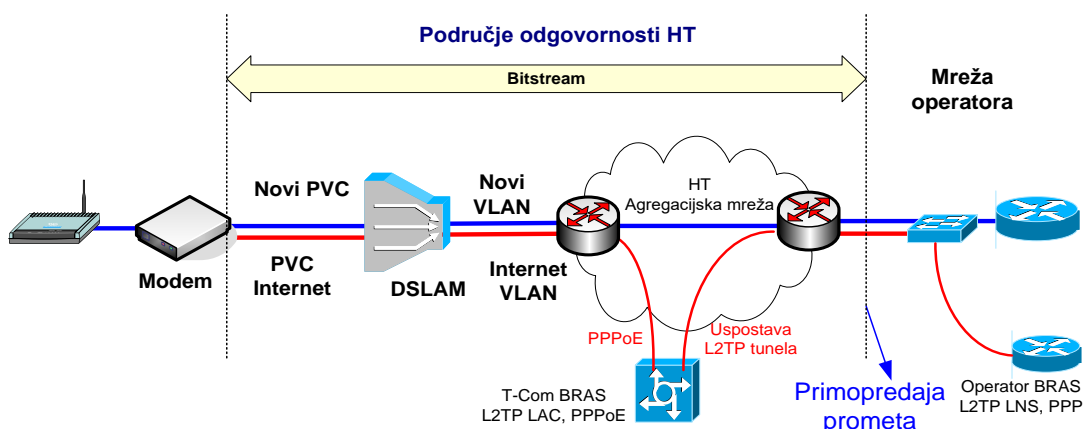 Područje odgovornosti HT
Bitstream
Mreža
operatora
Novi PVC
Novi
VLAN
HT
Agregacijska mreža
Modem
PVC
Internet
DSLAM
Internet
VLAN
PPPoE
Uspostava
L2TP tunela
T-Com BRAS
L2TP LAC, PPPoE
Primopredaja
prometa
Operator BRAS
L2TP LNS, PPP